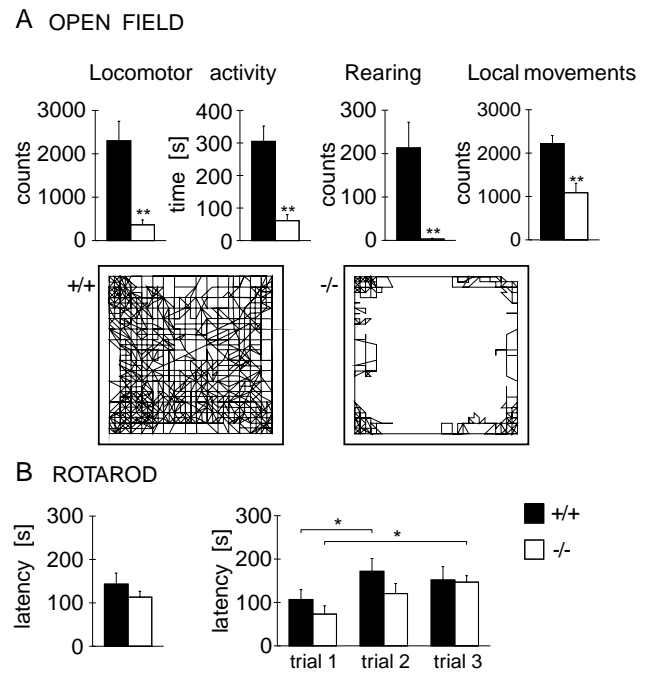 A OPEN FIELD
Locomotor activity
Rearing
Local movements
counts
3000
2000
1000
0
**
time [s]
400
300
200
100
0
**
counts
300
200
100
0
**
counts
3000
2000
1000
0
**
+/+
-/-
B ROTAROD
latency [s]
300
200
100
0
latency [s]
300
200
100
0
*
*
trial 1 trial 2 trial 3
+/+
-/-